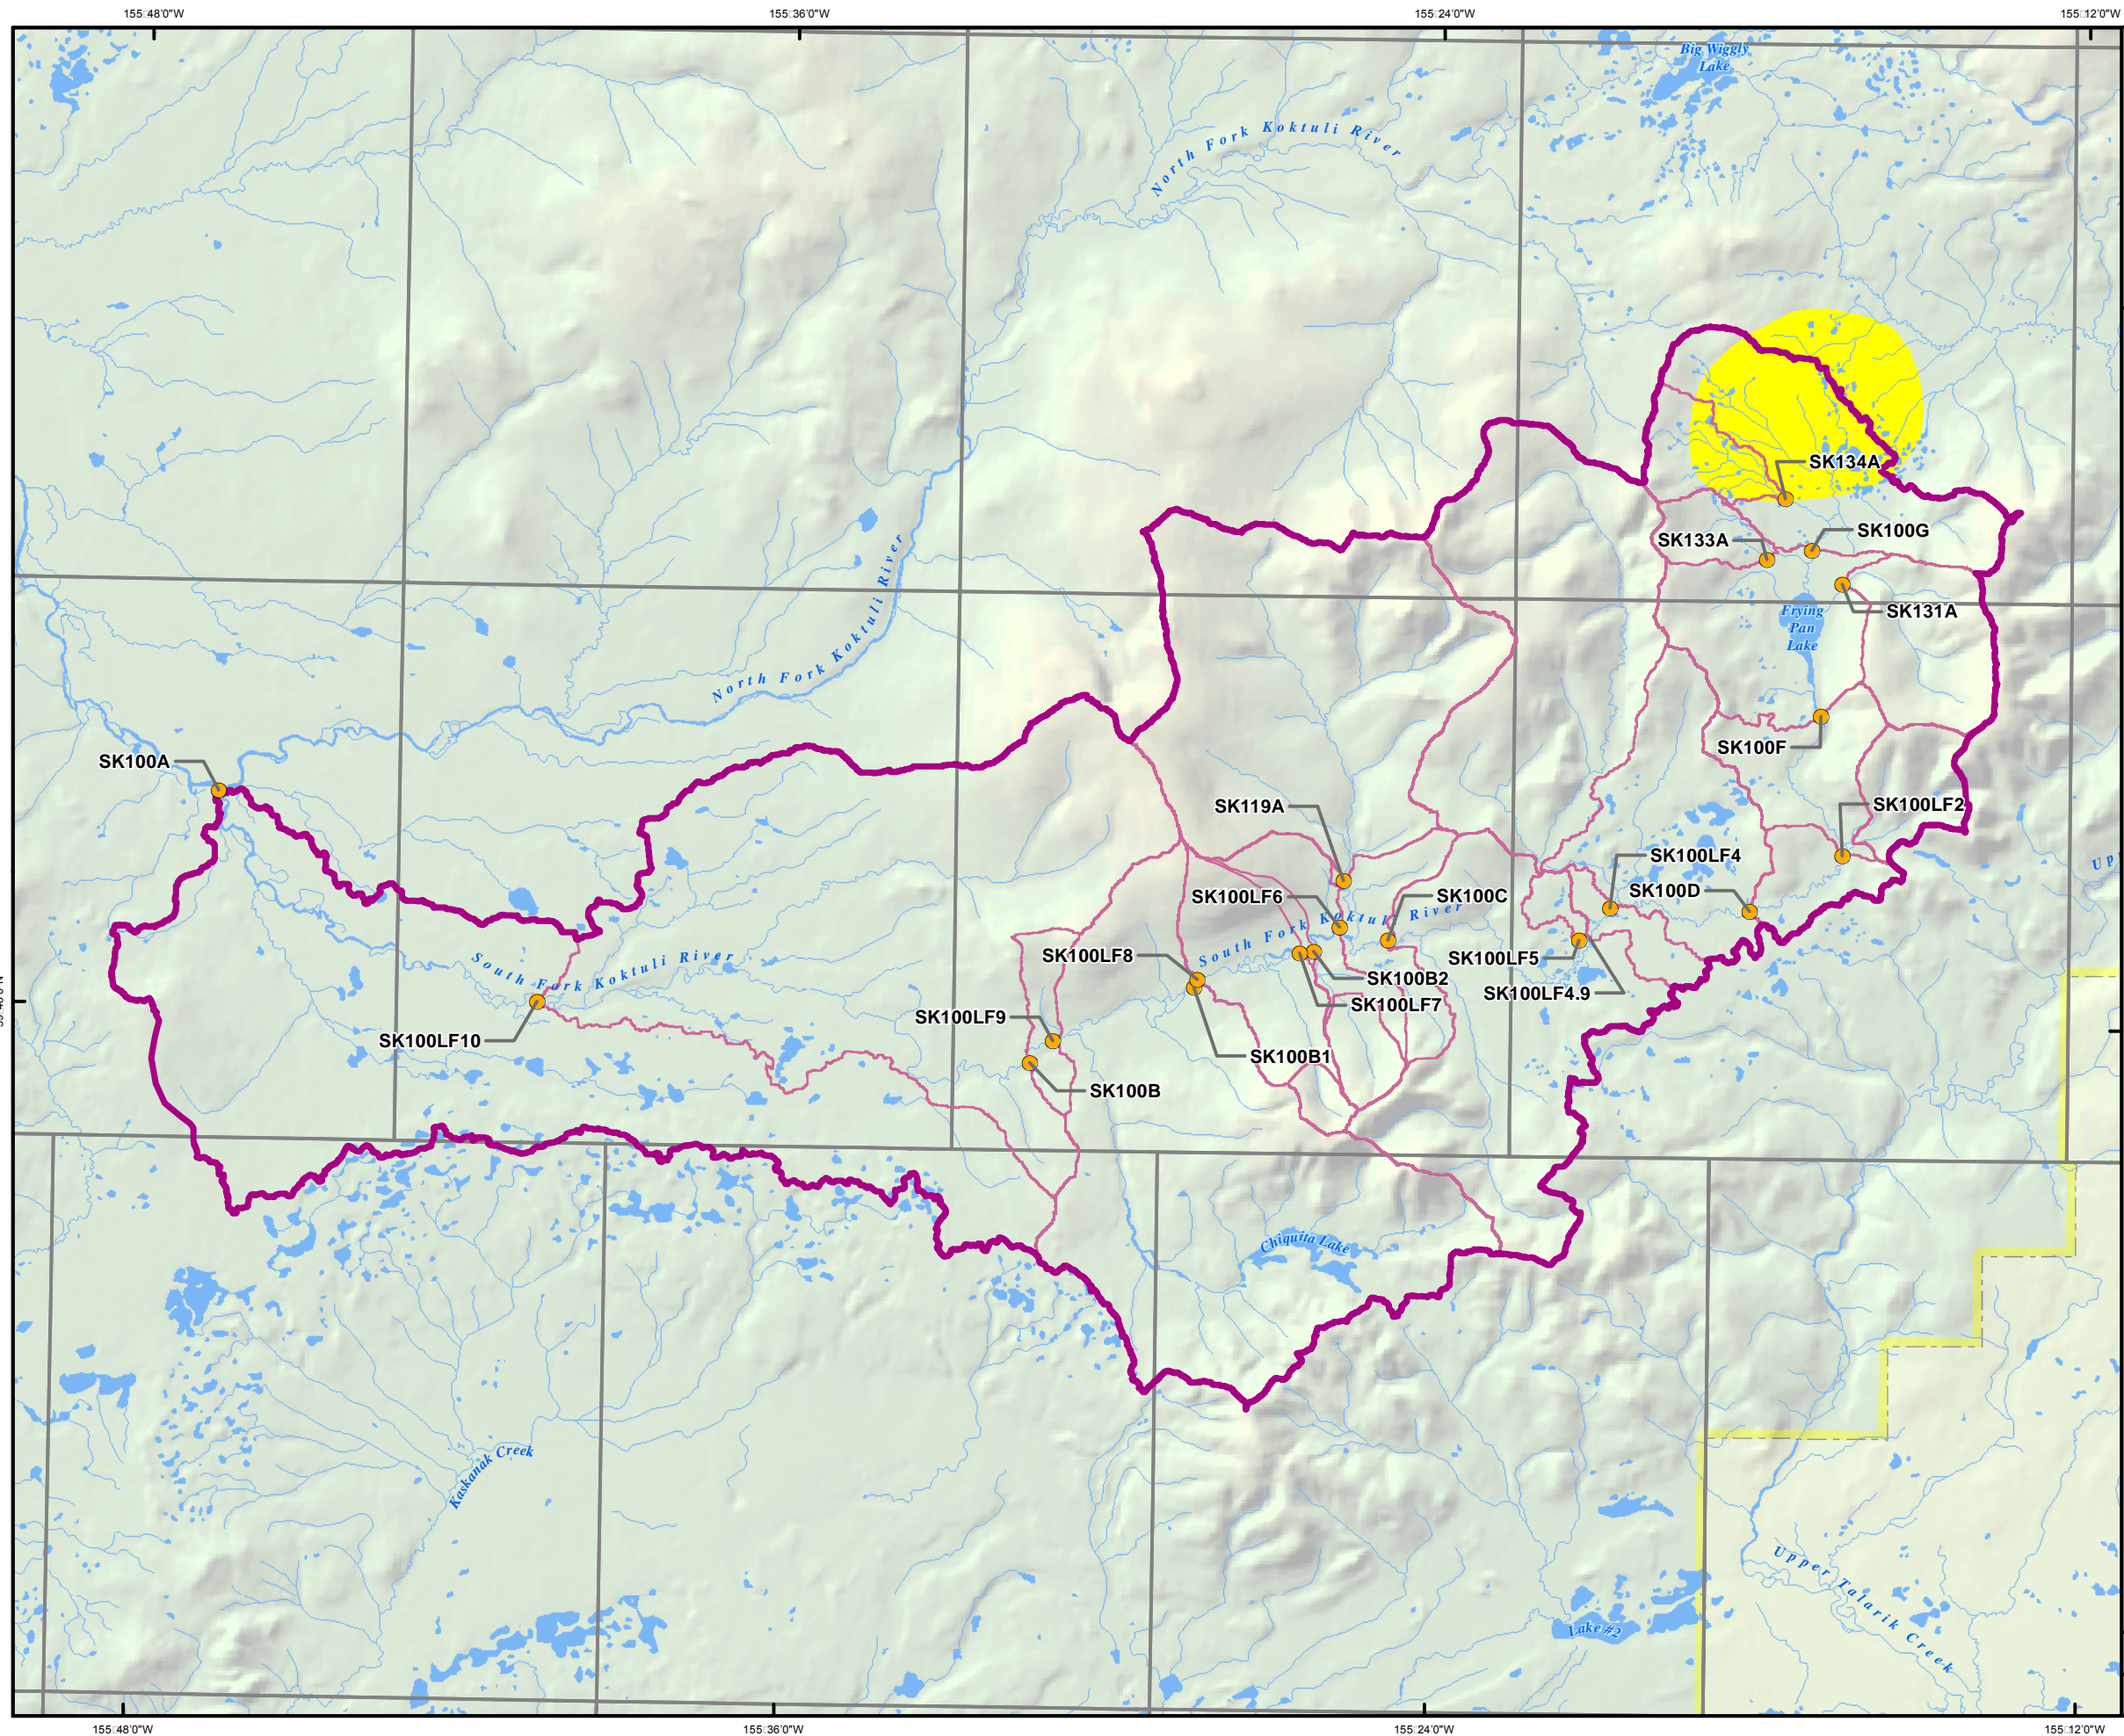 155□48'0"W
155□36'0"W
155□24'0"W
155□12'0"W
Big Wiggly
Lake
North Fork Koktuli River
SK134A
SK100G
SK133A
SK131A
Frying
Pan
Lake
North Fork Koktuli River
SK100F
SK100A
SK119A
SK100LF2
SK100LF4
SK100D
SK100LF6
SK100C
South Fork Koktuli River
SK100LF8
SK100LF5
South Fork Koktuli River
SK100B2
SK100LF4.9
SK100LF7
SK100LF9
SK100LF10
SK100B1
SK100B
Chiquita Lake
Kaskanak Creek
Upper Talarik Creek
Lake #2
155□48'0"W
155□36'0"W
155□24'0"W
155□12'0"W